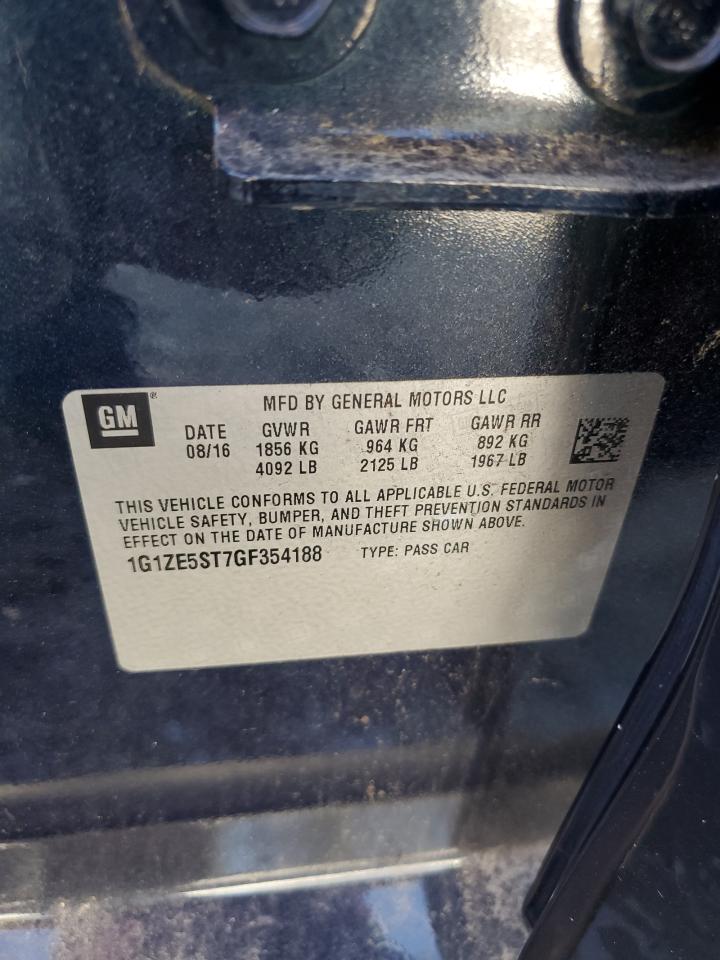 GM®
MFD BY GENERAL MOTORS LLC
DATE GVWR GAWR FRT GAWR RR
08/16 1856 KG 964 KG 892 KG
4092 LB 2125 LB 1967 LB
THIS VEHICLE CONFORMS TO ALL APPLICABLE U.S. FEDERAL MOTOR
VEHICLE SAFETY, BUMPER, AND THEFT PREVENTION STANDARDS IN
EFFECT ON THE DATE OF MANUFACTURE SHOWN ABOVE.
1G1ZE5ST7GF354188 TYPE: PASS CAR